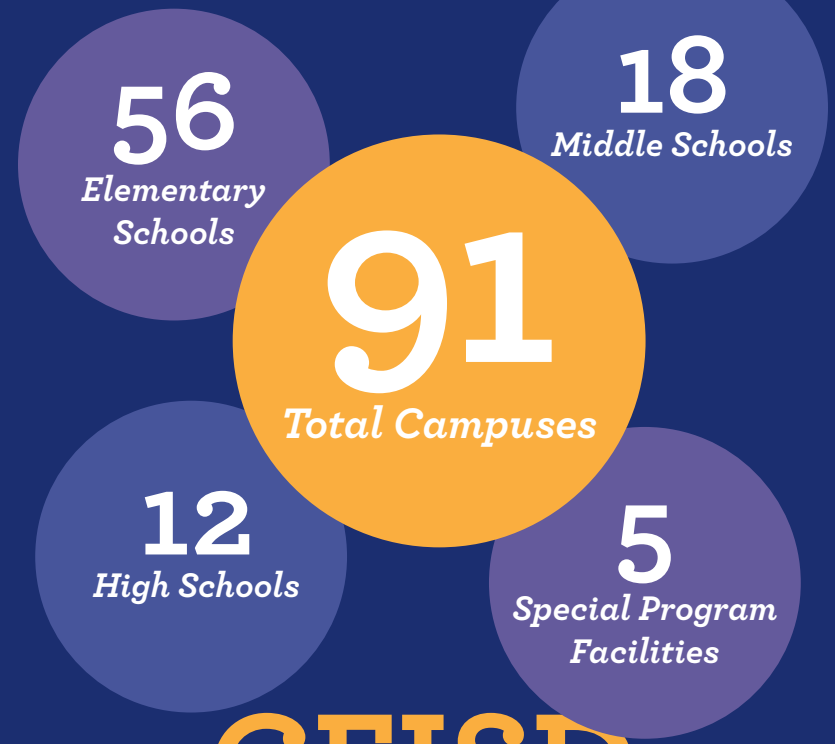 56
Elementary
Schools
18
Middle Schools
91
Total Campuses
12
High Schools
5
Special Program
Facilities